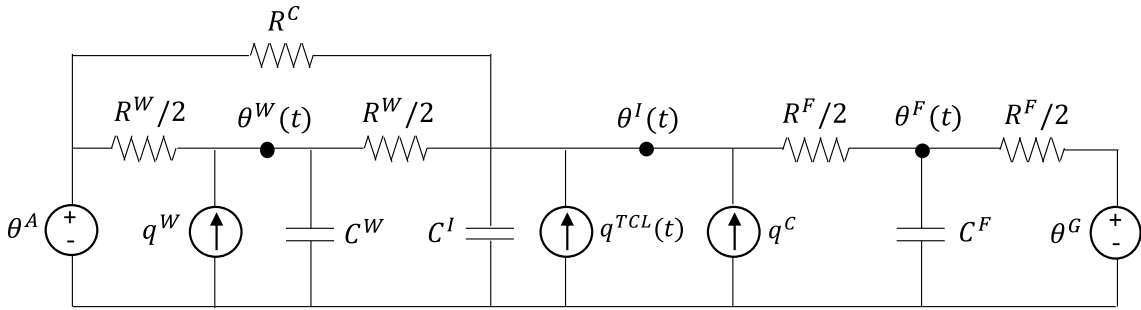 R^C
R^W/2 θ^W(t) R^W/2 θ^I(t) R^F/2 θ^F(t) R^F/2
θ^A + - q^W C^W C^I q^TCL(t) q^C C^F θ^G + -